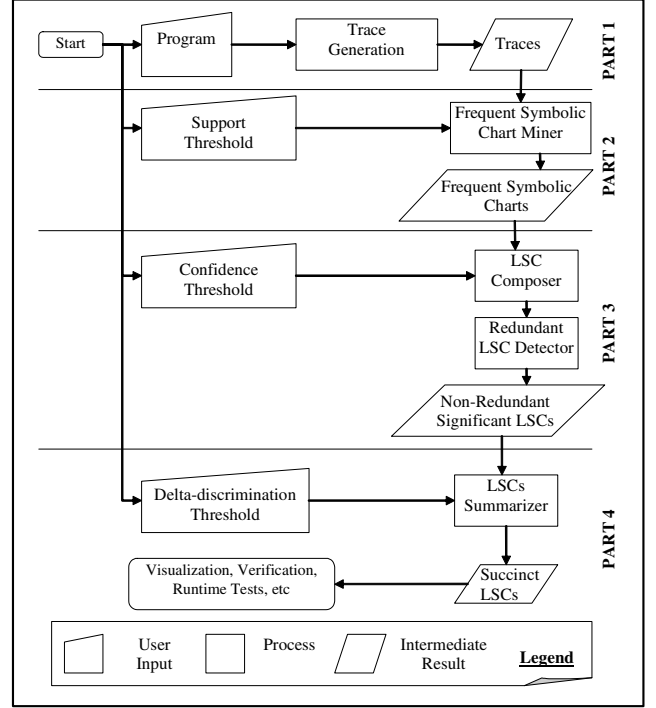 Start
Program
Trace
Generation
Traces
PART 1
Support
Threshold
Frequent Symbolic
Chart Miner
Frequent Symbolic
Charts
PART 2
Confidence
Threshold
LSC
Composer
Redundant
LSC Detector
Non-Redundant
Significant LSCs
PART 3
Delta-discrimination
Threshold
LSCs
Summarizer
Succinct
LSCs
Visualization, Verification,
Runtime Tests, etc
PART 4
User
Input
Process
Intermediate
Result
Legend